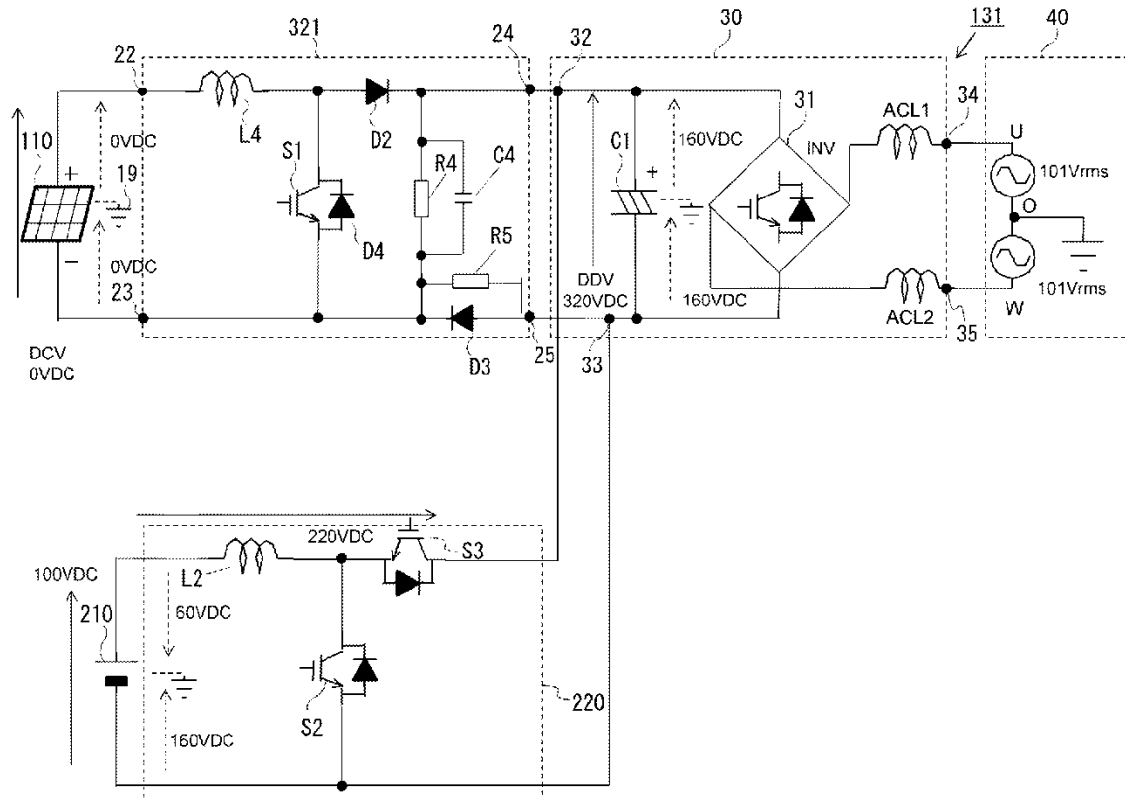 321
24
32
30
131
40
22
L4
D2
31
ACL1
34
U
110
0VDC
19
S1
R4
C4
C1
+
160VDC
INV
101Vrms
+
−
0VDC
D4
R5
O
23
DDV
320VDC
160VDC
101Vrms
W
ACL2
35
DCV
0VDC
D3
25
33
220VDC
S3
L2
100VDC
60VDC
210
S2
220
160VDC